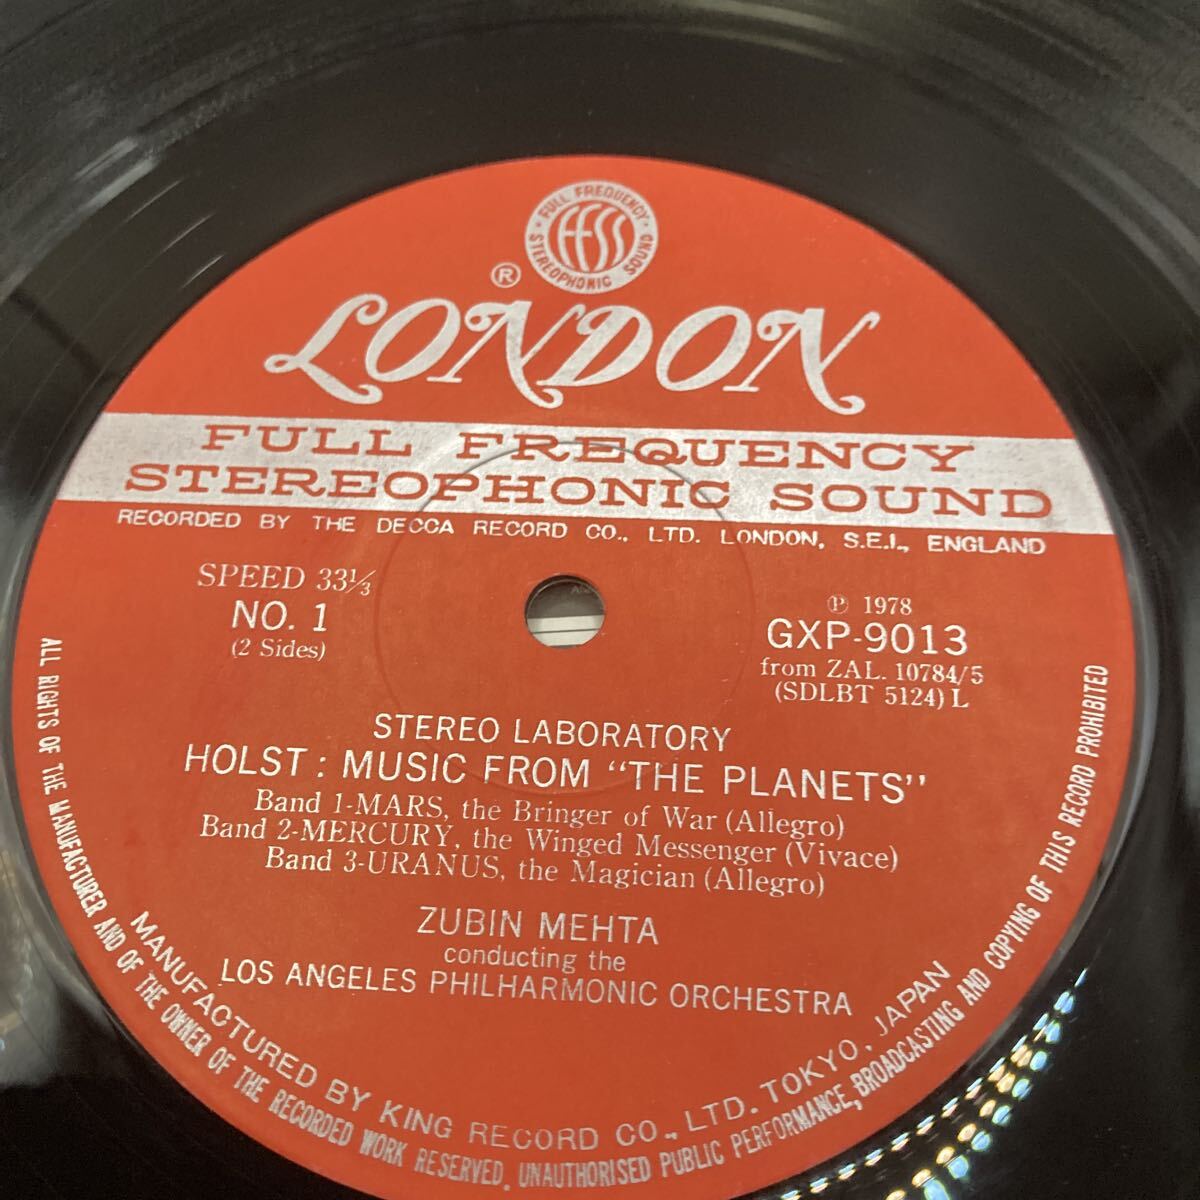 FULL FREQUENCY
FFSS
STEREOPHONIC SOUND
®
LONDON
FULL FREQUENCY
STEREOPHONIC SOUND
RECORDED BY THE DECCA RECORD CO., LTD. LONDON, S.E.I., ENGLAND
SPEED 33⅓
NO. 1
(2 Sides)
℗ 1978
GXP-9013
from ZAL. 10784/5
(SDLBT 5124) L
STEREO LABORATORY
HOLST : MUSIC FROM “THE PLANETS”
Band 1-MARS, the Bringer of War (Allegro)
Band 2-MERCURY, the Winged Messenger (Vivace)
Band 3-URANUS, the Magician (Allegro)
ZUBIN MEHTA
conducting the
LOS ANGELES PHILHARMONIC ORCHESTRA
MANUFACTURED BY KING RECORD CO., LTD. TOKYO, JAPAN
ALL RIGHTS OF THE MANUFACTURER AND OF THE OWNER OF THE RECORDED WORK RESERVED. UNAUTHORISED PUBLIC PERFORMANCE, BROADCASTING AND COPYING OF THIS RECORD PROHIBITED